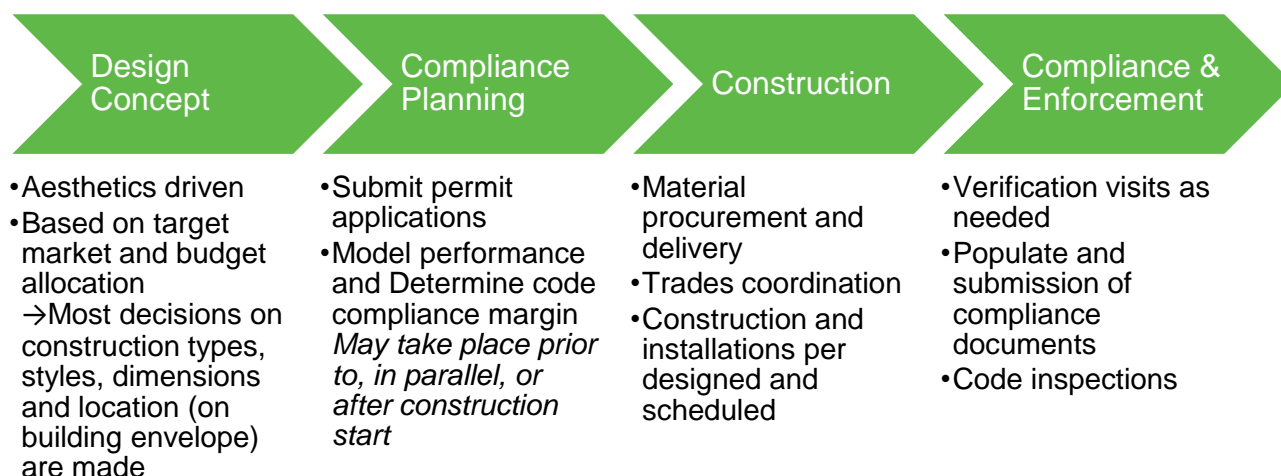 Design
Concept
•Aesthetics driven
•Based on target
market and budget
allocation
→Most decisions on
construction types,
styles, dimensions
and location (on
building envelope)
are made
Compliance
Planning
•Submit permit
applications
•Model performance
and Determine code
compliance margin
May take place prior
to, in parallel, or
after construction
start
Construction
•Material
procurement and
delivery
•Trades coordination
•Construction and
installations per
designed and
scheduled
Compliance &
Enforcement
•Verification visits as
needed
•Populate and
submission of
compliance
documents
•Code inspections